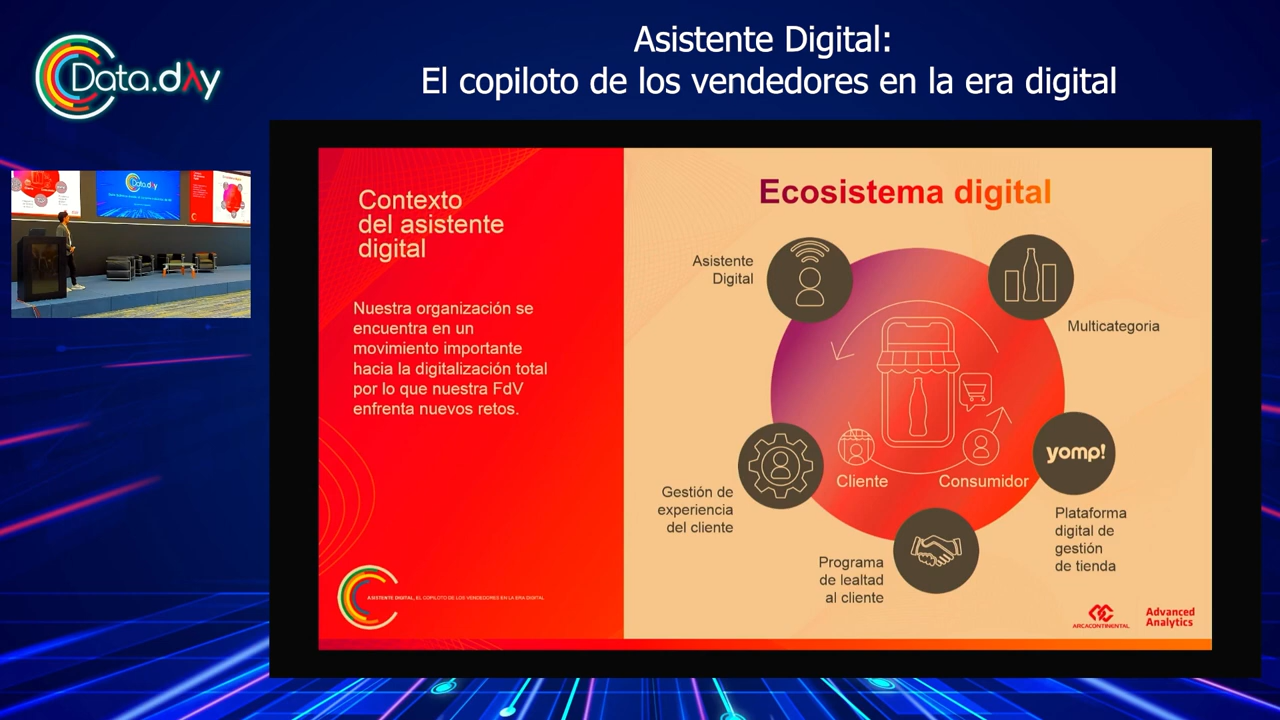 Data.dλy
Asistente Digital:
El copiloto de los vendedores en la era digital
Contexto
del asistente
digital
Nuestra organización se
encuentra en un
movimiento importante
hacia la digitalización total
por lo que nuestra FdV
enfrenta nuevos retos.
ASISTENTE DIGITAL, EL COPILOTO DE LOS VENDEDORES EN LA ERA DIGITAL
Ecosistema digital
Asistente
Digital
Multicategoria
yomp!
Plataforma
digital de
gestión
de tienda
Cliente
Consumidor
Gestión de
experiencia
del cliente
Programa
de lealtad
al cliente
ARCACONTINENTAL
Advanced
Analytics